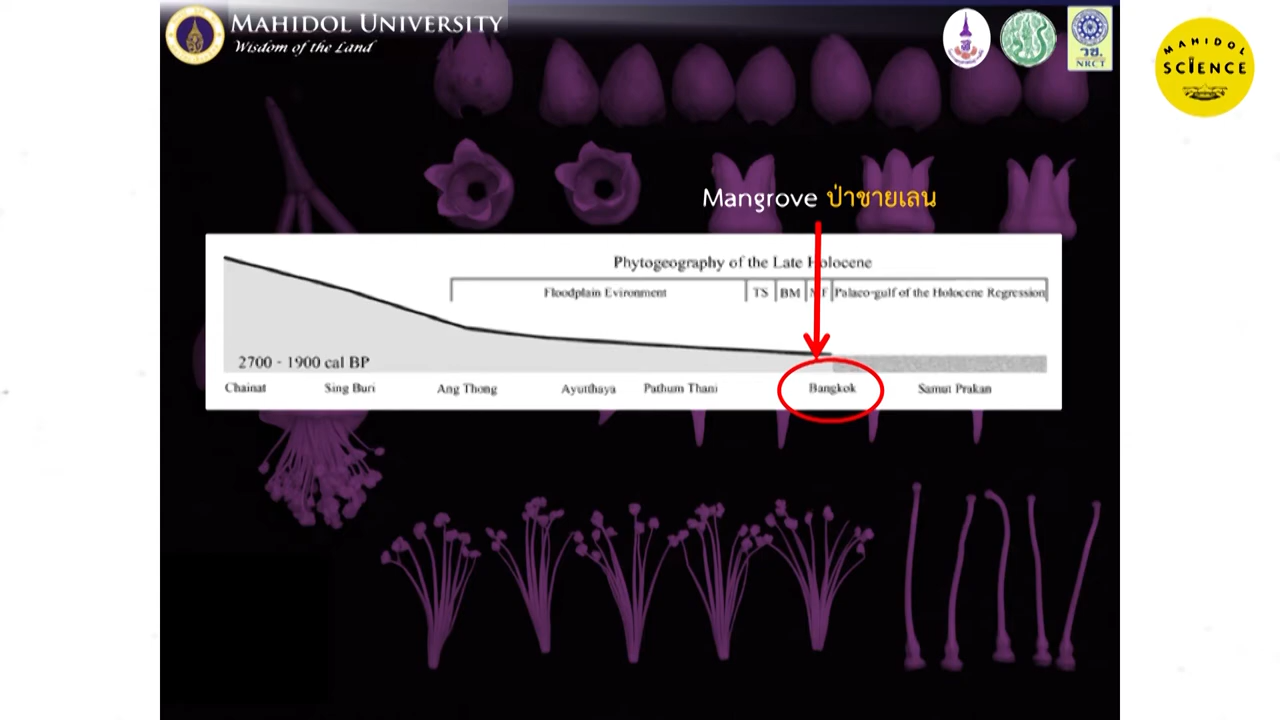 MAHIDOL UNIVERSITY
Wisdom of the Land
วช.
NRCT
MAHIDOL
SCIENCE
Mangrove ป่าชายเลน
Phytogeography of the Late Holocene
Floodplain Evironment TS BM Palaeo-gulf of the Holocene Regression
2700 - 1900 cal BP
Chainat Sing Buri Ang Thong Ayutthaya Pathum Thani Bangkok Samut Prakan